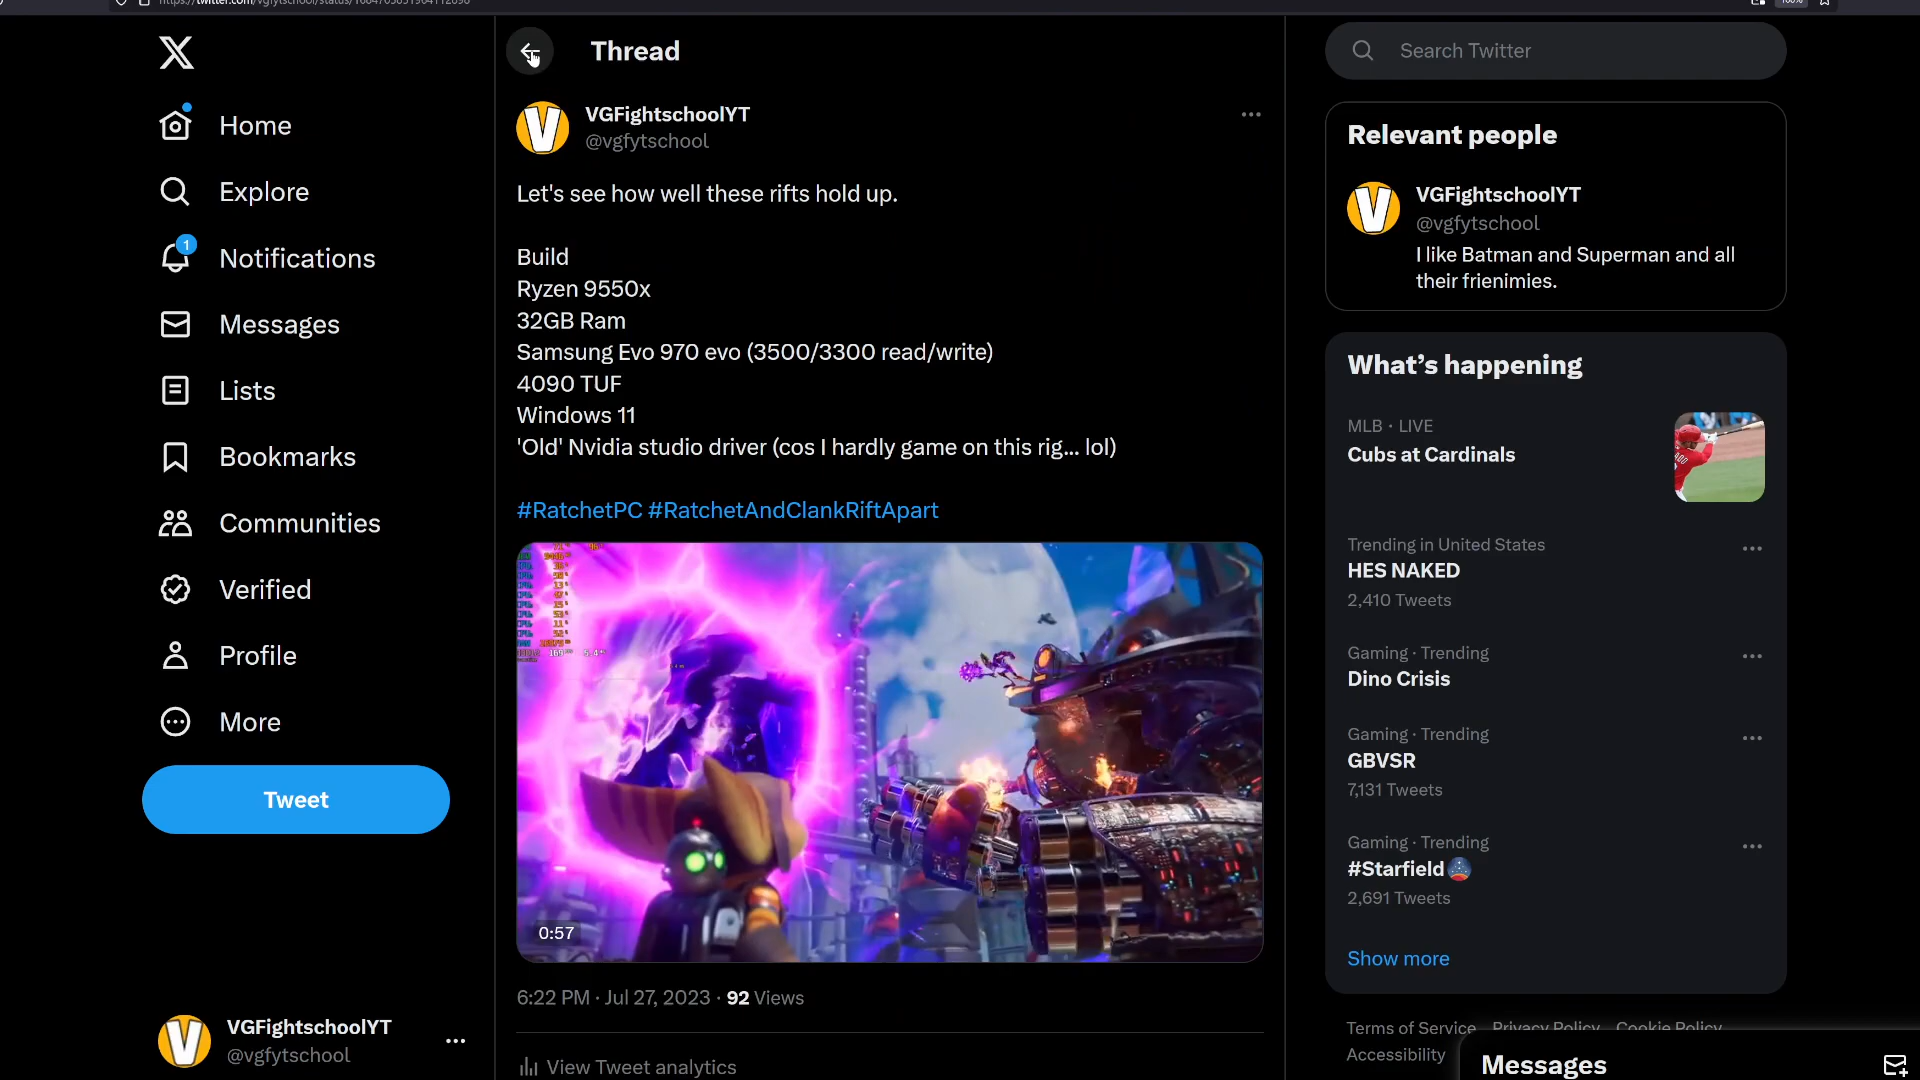 Thread
Search Twitter
Home
Explore
1
Notifications
Messages
Lists
Bookmarks
Communities
Verified
Profile
More
Tweet
VGFightschoolYT
@vgfytschool
VGFightschoolYT
@vgfytschool
Let's see how well these rifts hold up.
Build
Ryzen 9550x
32GB Ram
Samsung Evo 970 evo (3500/3300 read/write)
4090 TUF
Windows 11
'Old' Nvidia studio driver (cos I hardly game on this rig... lol)
#RatchetPC #RatchetAndClankRiftApart
0:57
6:22 PM · Jul 27, 2023 · 92 Views
View Tweet analytics
Relevant people
VGFightschoolYT
@vgfytschool
I like Batman and Superman and all
their frienimies.
What's happening
MLB · LIVE
Cubs at Cardinals
Trending in United States
HES NAKED
2,410 Tweets
Gaming · Trending
Dino Crisis
Gaming · Trending
GBVSR
7,131 Tweets
Gaming · Trending
#Starfield
2,691 Tweets
Show more
Terms of Service Privacy Policy Cookie Policy
Accessibility
Messages